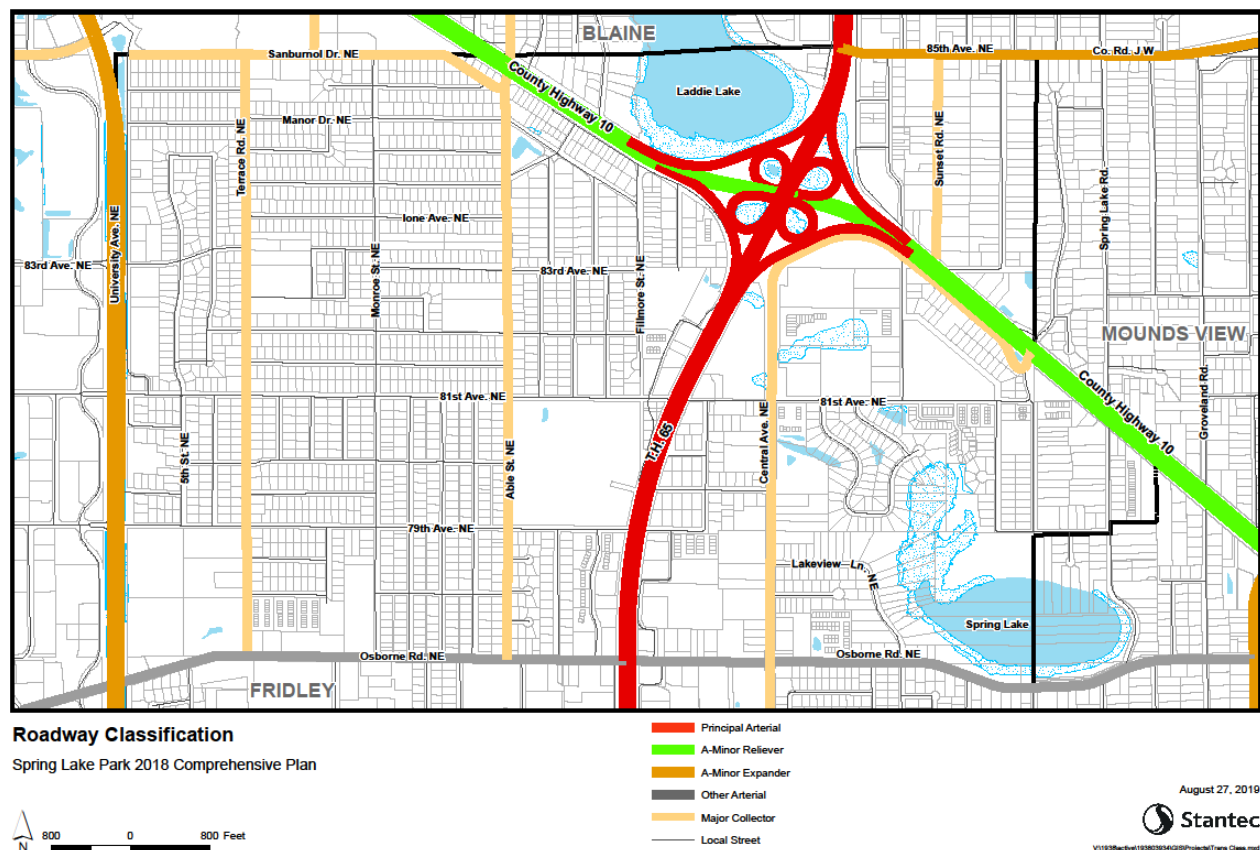 BLAINE
Sanburnol Dr. NE
85th Ave. NE
Co. Rd. J W
County Highway 10
Laddie Lake
Manor Dr. NE
Terrace Rd. NE
Sunset Rd. NE
Spring Lake Rd.
Ione Ave. NE
University Ave. NE
83rd Ave. NE
Monroe St. NE
83rd Ave. NE
Fillmore St. NE
MOUNDS VIEW
81st Ave. NE
81st Ave. NE
County Highway 10
Groveland Rd.
5th St. NE
Able St. NE
T.H. 65
Central Ave. NE
79th Ave. NE
Lakeview Ln. NE
Spring Lake
Osborne Rd. NE
Osborne Rd. NE
FRIDLEY
Roadway Classification
Spring Lake Park 2018 Comprehensive Plan
N
800 0 800 Feet
Principal Arterial
A-Minor Reliever
A-Minor Expander
Other Arterial
Major Collector
Local Street
August 27, 2019
Stantec